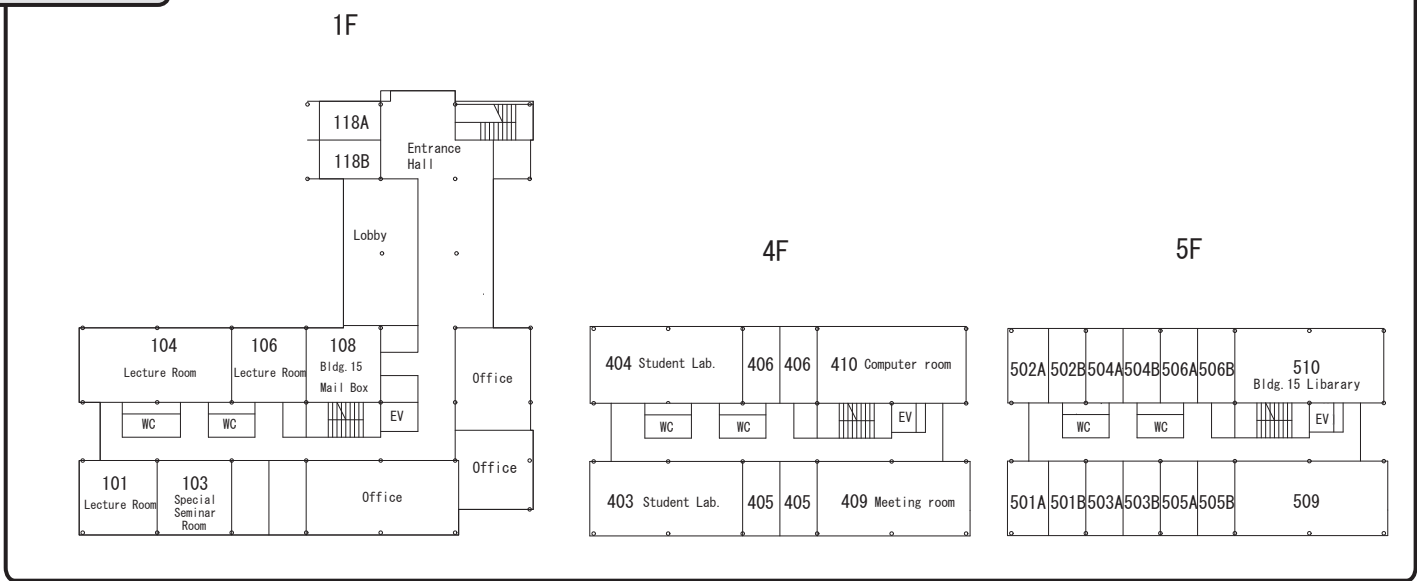 1F
118A
118B
Entrance
Hall
Lobby
104
Lecture Room
106
Lecture Room
108
Bldg.15
Mail Box
Office
WC
WC
EV
101
Lecture Room
103
Special
Seminar
Room
Office
Office
4F
404 Student Lab.
406
406
410 Computer room
WC
WC
EV
403 Student Lab.
405
405
409 Meeting room
5F
502A
502B
504A
504B
506A
506B
510
Bldg.15 Libarary
WC
WC
EV
501A
501B
503A
503B
505A
505B
509